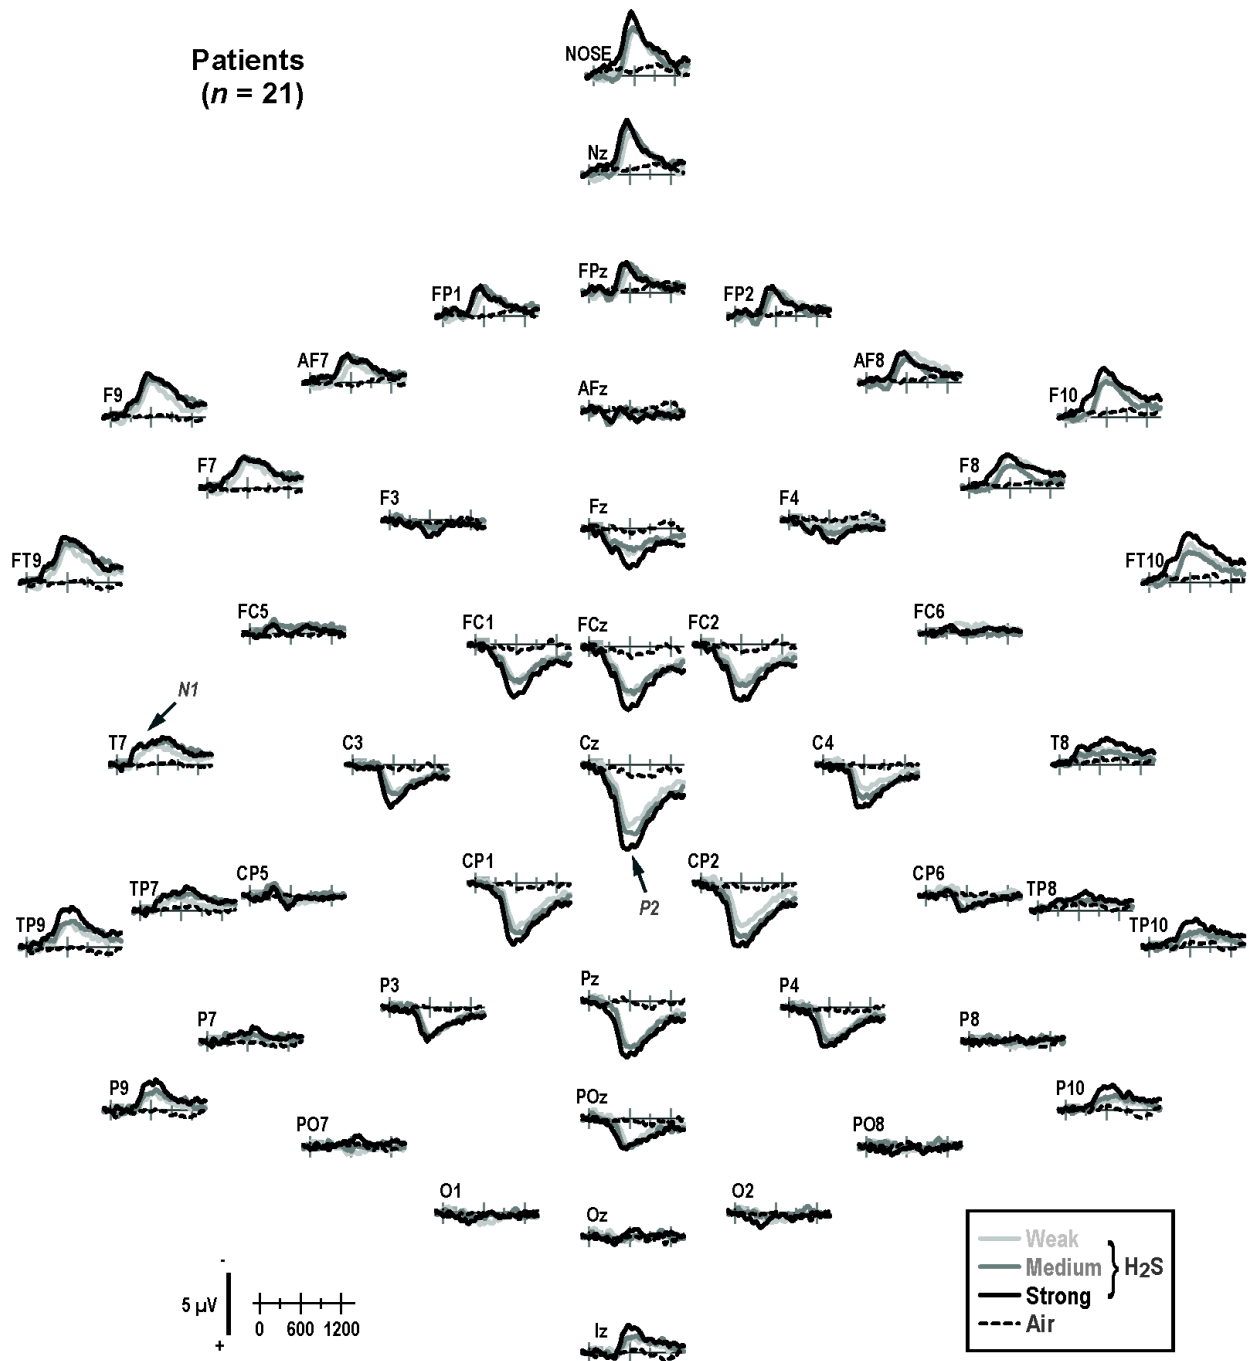 Patients
(n = 21)
NOSE
Nz
FPz
FP1
FP2
AF7
AF8
F9
AFz
F10
F7
F8
F3
Fz
F4
FT9
FT10
FC5
FC6
FC1
FCz
FC2
N1
T7
C3
Cz
C4
T8
CP1
CP2
TP7
CP5
CP6
TP8
P2
TP9
TP10
P3
Pz
P4
P7
P8
P9
P10
POz
PO7
PO8
O1
O2
Oz
Iz
-
5 µV
+
0 600 1200
Weak
Medium } H2S
Strong
Air